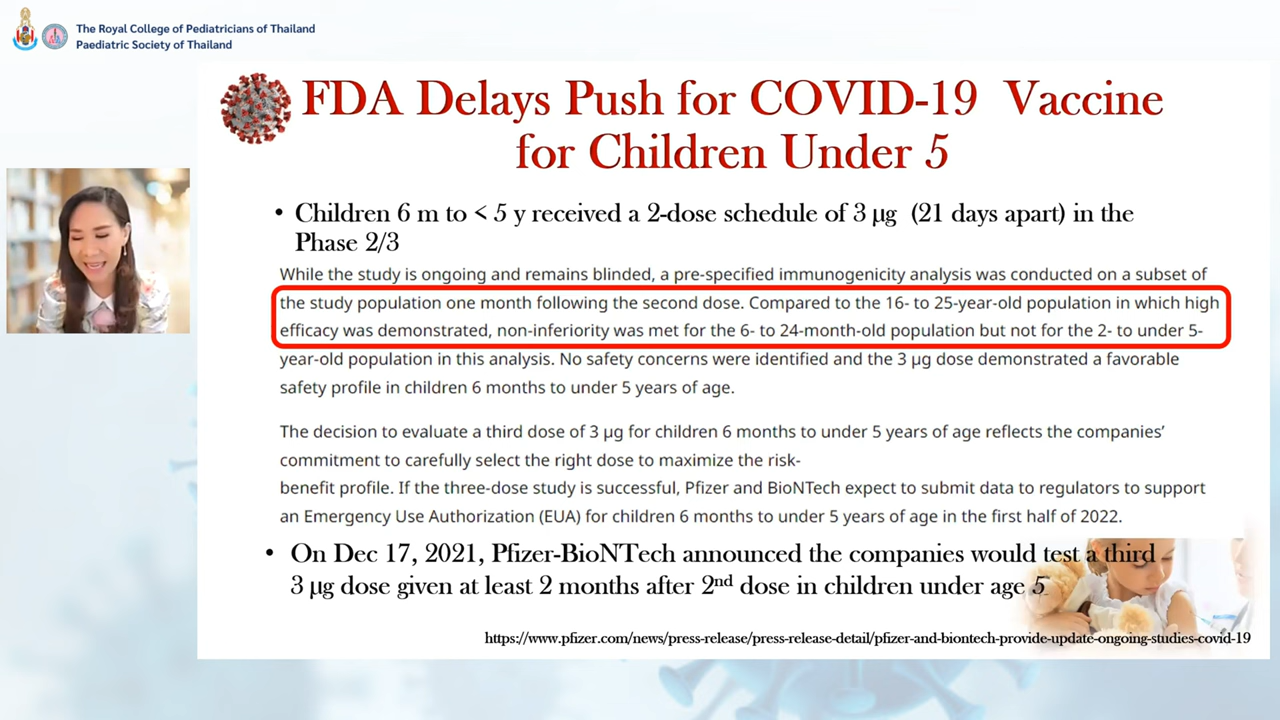 The Royal College of Pediatricians of Thailand
Paediatric Society of Thailand
FDA Delays Push for COVID-19 Vaccine
for Children Under 5
• Children 6 m to < 5 y received a 2-dose schedule of 3 µg (21 days apart) in the
Phase 2/3
While the study is ongoing and remains blinded, a pre-specified immunogenicity analysis was conducted on a subset of
the study population one month following the second dose. Compared to the 16- to 25-year-old population in which high
efficacy was demonstrated, non-inferiority was met for the 6- to 24-month-old population but not for the 2- to under 5-
year-old population in this analysis. No safety concerns were identified and the 3 µg dose demonstrated a favorable
safety profile in children 6 months to under 5 years of age.
The decision to evaluate a third dose of 3 µg for children 6 months to under 5 years of age reflects the companies’
commitment to carefully select the right dose to maximize the risk-
benefit profile. If the three-dose study is successful, Pfizer and BioNTech expect to submit data to regulators to support
an Emergency Use Authorization (EUA) for children 6 months to under 5 years of age in the first half of 2022.
• On Dec 17, 2021, Pfizer-BioNTech announced the companies would test a third
3 µg dose given at least 2 months after 2nd dose in children under age 5
https://www.pfizer.com/news/press-release/press-release-detail/pfizer-and-biontech-provide-update-ongoing-studies-covid-19